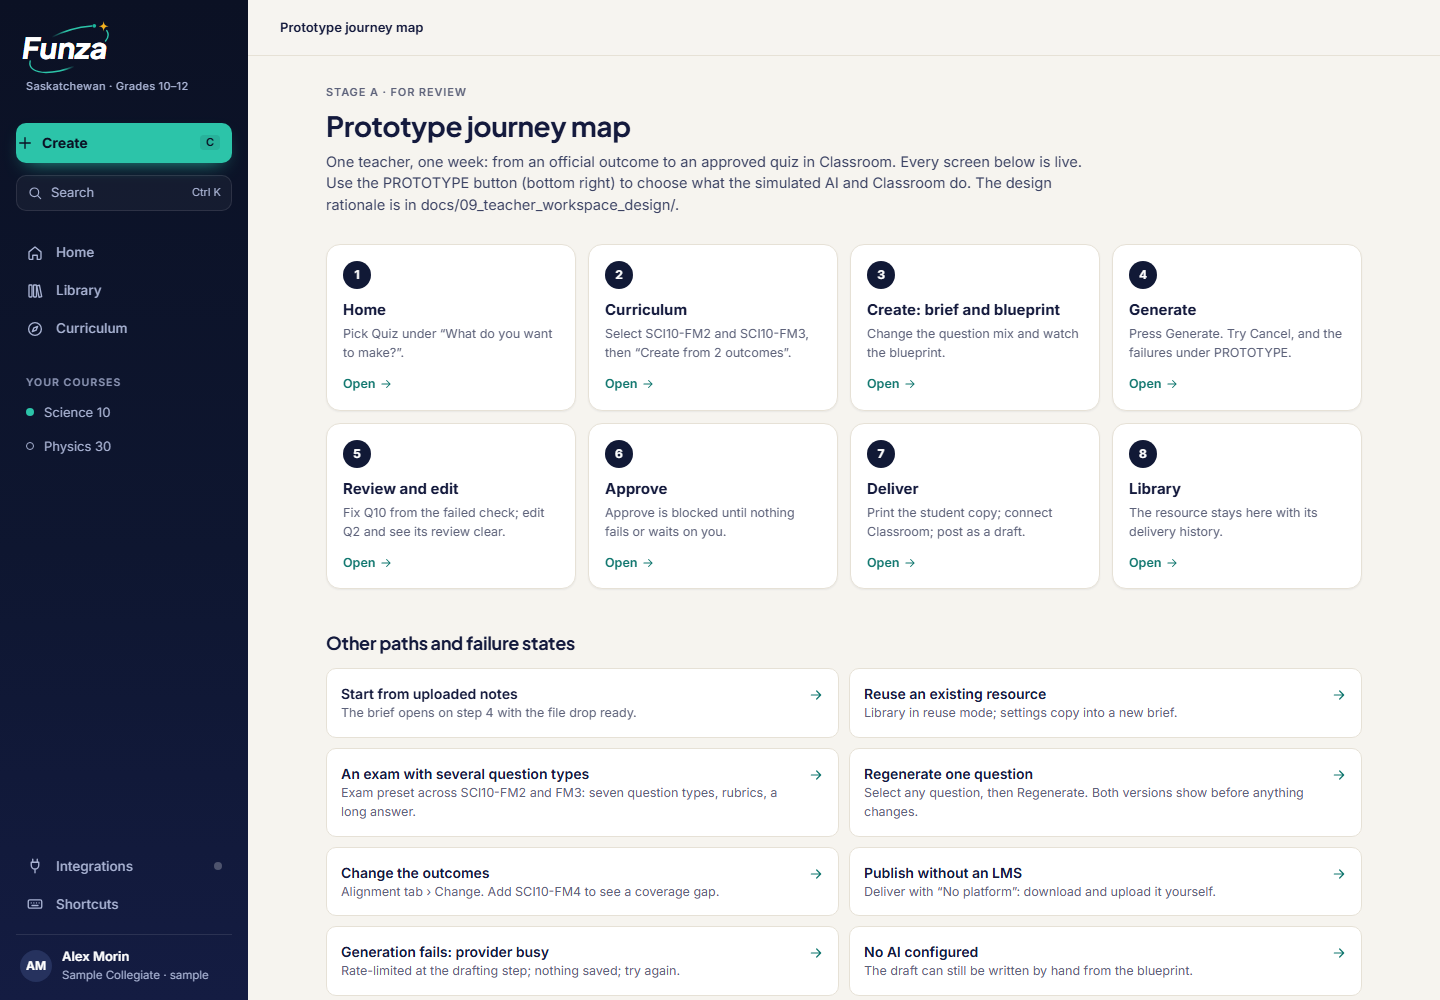 Funza
Saskatchewan · Grades 10–12
Create
C
Search
Ctrl K
Home
Library
Curriculum
YOUR COURSES
Science 10
Physics 30
Integrations
Shortcuts
AM
Alex Morin
Sample Collegiate · sample
Prototype journey map
STAGE A · FOR REVIEW
Prototype journey map
One teacher, one week: from an official outcome to an approved quiz in Classroom. Every screen below is live.
Use the PROTOTYPE button (bottom right) to choose what the simulated AI and Classroom do. The design
rationale is in docs/09_teacher_workspace_design/.
1
Home
Pick Quiz under “What do you want
to make?”.
Open →
2
Curriculum
Select SCI10-FM2 and SCI10-FM3,
then “Create from 2 outcomes”.
Open →
3
Create: brief and blueprint
Change the question mix and watch
the blueprint.
Open →
4
Generate
Press Generate. Try Cancel, and the
failures under PROTOTYPE.
Open →
5
Review and edit
Fix Q10 from the failed check; edit
Q2 and see its review clear.
Open →
6
Approve
Approve is blocked until nothing
fails or waits on you.
Open →
7
Deliver
Print the student copy; connect
Classroom; post as a draft.
Open →
8
Library
The resource stays here with its
delivery history.
Open →
Other paths and failure states
Start from uploaded notes
The brief opens on step 4 with the file drop ready.
Reuse an existing resource
Library in reuse mode; settings copy into a new brief.
An exam with several question types
Exam preset across SCI10-FM2 and FM3: seven question types, rubrics, a
long answer.
Regenerate one question
Select any question, then Regenerate. Both versions show before anything
changes.
Change the outcomes
Alignment tab › Change. Add SCI10-FM4 to see a coverage gap.
Publish without an LMS
Deliver with “No platform”: download and upload it yourself.
Generation fails: provider busy
Rate-limited at the drafting step; nothing saved; try again.
No AI configured
The draft can still be written by hand from the blueprint.